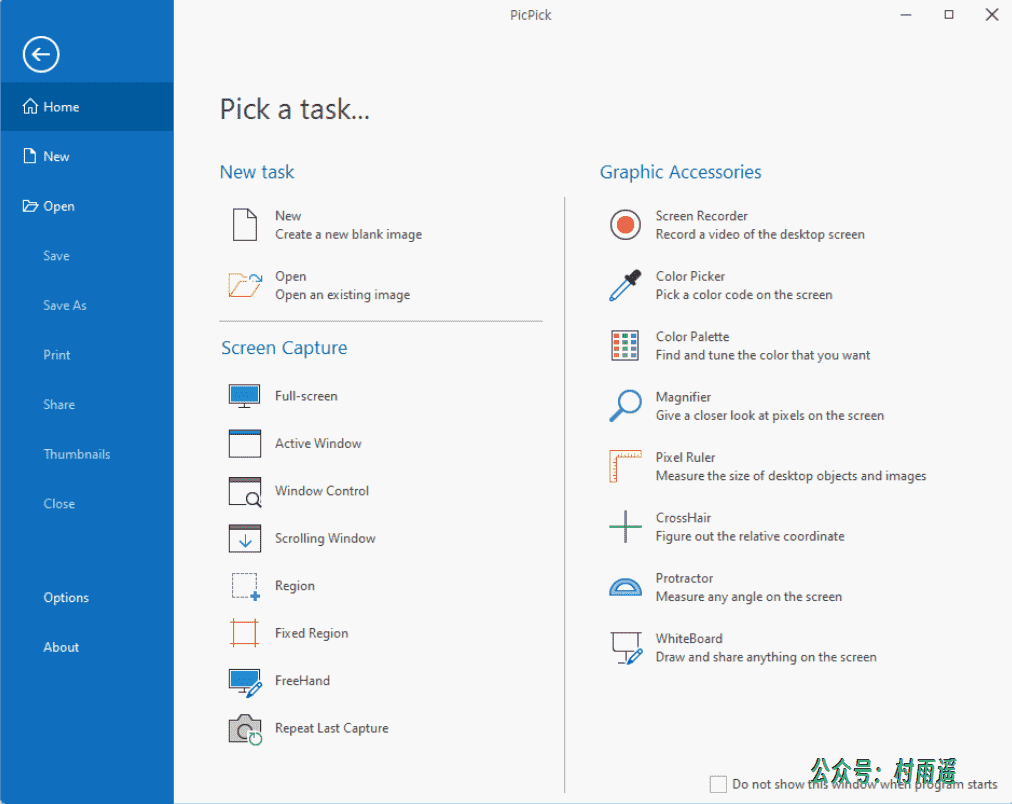 PicPick
Home
New
Open
Save
Save As
Print
Share
Thumbnails
Close
Options
About
Pick a task...
New task
New
Create a new blank image
Open
Open an existing image
Screen Capture
Full-screen
Active Window
Window Control
Scrolling Window
Region
Fixed Region
FreeHand
Repeat Last Capture
Graphic Accessories
Screen Recorder
Record a video of the desktop screen
Color Picker
Pick a color code on the screen
Color Palette
Find and tune the color that you want
Magnifier
Give a closer look at pixels on the screen
Pixel Ruler
Measure the size of desktop objects and images
CrossHair
Figure out the relative coordinate
Protractor
Measure any angle on the screen
WhiteBoard
Draw and share anything on the screen
公众号：村雨遥
Do not show this window when program starts